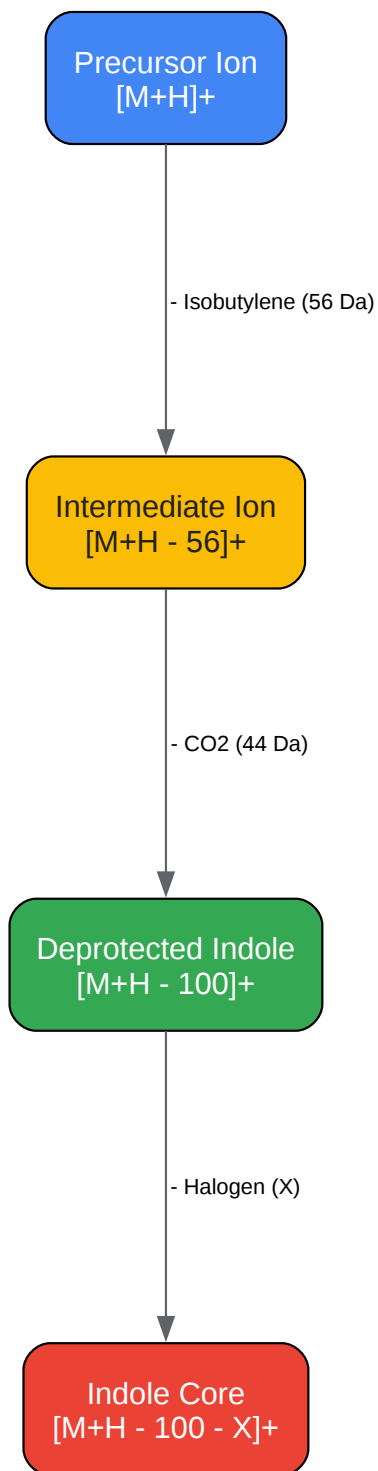 Precursor Ion
[M+H]+
- Isobutylene (56 Da)
Intermediate Ion
[M+H - 56]+
- CO2 (44 Da)
Deprotected Indole
[M+H - 100]+
- Halogen (X)
Indole Core
[M+H - 100 - X]+